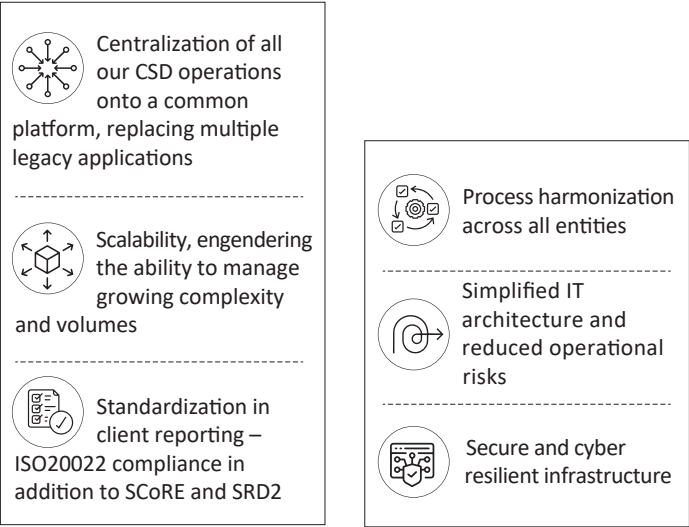 Centralization of all
our CSD operations
onto a common
platform, replacing multiple
legacy applications
Scalability, engendering
the ability to manage
growing complexity
and volumes
Standardization in
client reporting –
ISO20022 compliance in
addition to SCoRE and SRD2
Process harmonization
across all entities
Simplified IT
architecture and
reduced operational
risks
Secure and cyber
resilient infrastructure